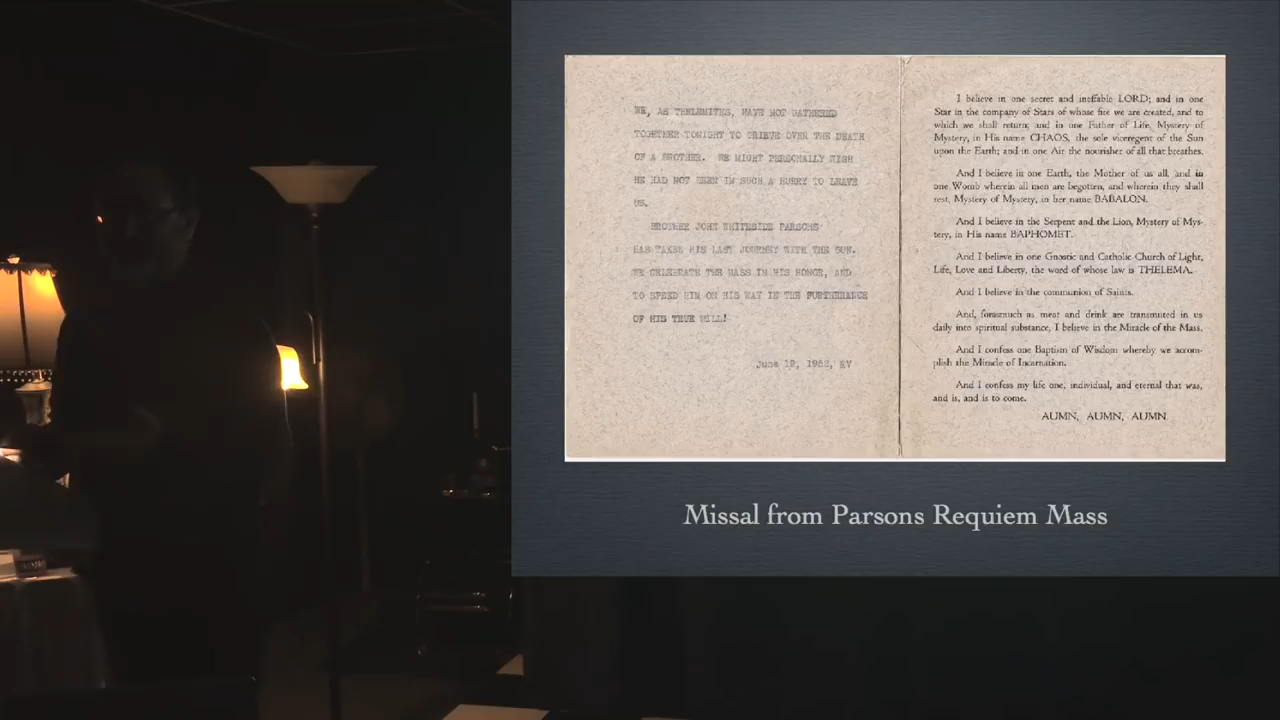 WE, AS THELEMITES, HAVE NOT GATHERED
TOGETHER TONIGHT TO GRIEVE OVER THE DEATH
OF A BROTHER. WE MIGHT PERSONALLY WISH
HE HAD NOT BEEN IN SUCH A HURRY TO LEAVE
US.
BROTHER JOHN WHITESIDE PARSONS
HAS TAKEN HIS LAST JOURNEY WITH THE SUN.
WE CELEBRATE THE MASS IN HIS HONOR, AND
TO SPEED HIM ON HIS WAY IN THE FURTHERANCE
OF HIS TRUE WILL!
June 19, 1952, EV
I believe in one secret and ineffable LORD; and in one
Star in the company of Stars of whose fire we are created, and to
which we shall return; and in one Father of Life, Mystery of
Mystery, in His name CHAOS, the sole viceregent of the Sun
upon the Earth; and in one Air the nourisher of all that breathes.
And I believe in one Earth, the Mother of us all, and in
one Womb wherein all men are begotten, and wherein they shall
rest, Mystery of Mystery, in her name BABALON.
And I believe in the Serpent and the Lion, Mystery of Mys-
tery, in His name BAPHOMET.
And I believe in one Gnostic and Catholic Church of Light,
Life, Love and Liberty, the word of whose law is THELEMA.
And I believe in the communion of Saints.
And, forasmuch as meat and drink are transmuted in us
daily into spiritual substance, I believe in the Miracle of the Mass.
And I confess one Baptism of Wisdom whereby we accom-
plish the Miracle of Incarnation.
And I confess my life one, individual, and eternal that was,
and is, and is to come.
AUMN, AUMN, AUMN.
Missal from Parsons Requiem Mass